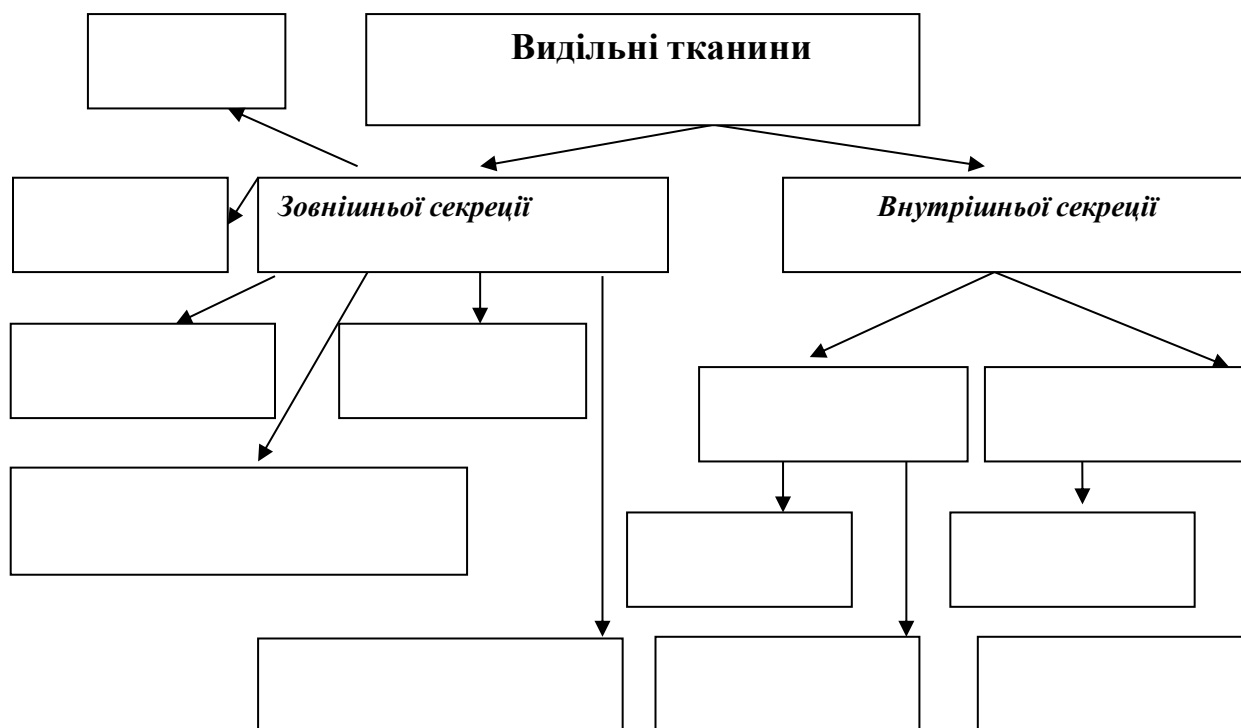 Видільні тканини
Зовнішньої секреції
Внутрішньої секреції